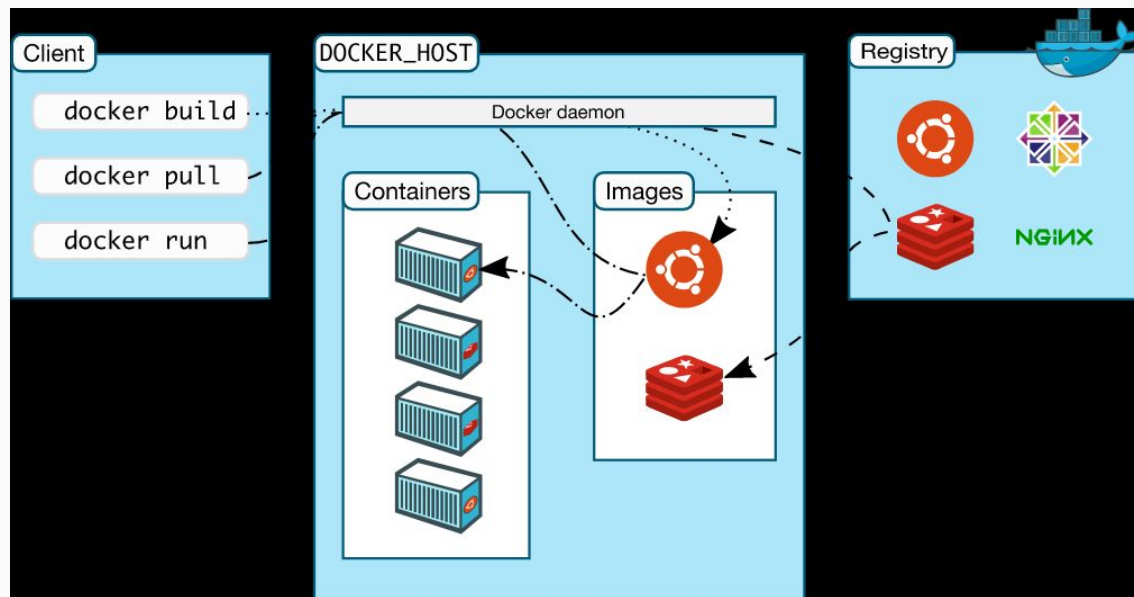 Client
docker build
docker pull
docker run
DOCKER_HOST
Docker daemon
Containers
Images
Registry
NGINX